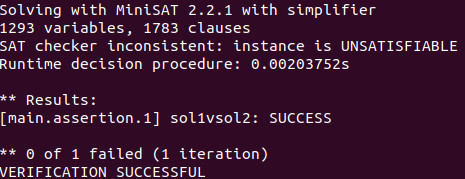 Solving with MiniSAT 2.2.1 with simplifier
1293 variables, 1783 clauses
SAT checker inconsistent: instance is UNSATISFIABLE
Runtime decision procedure: 0.00203752s
** Results:
[main.assertion.1] sol1vsol2: SUCCESS
** 0 of 1 failed (1 iteration)
VERIFICATION SUCCESSFUL